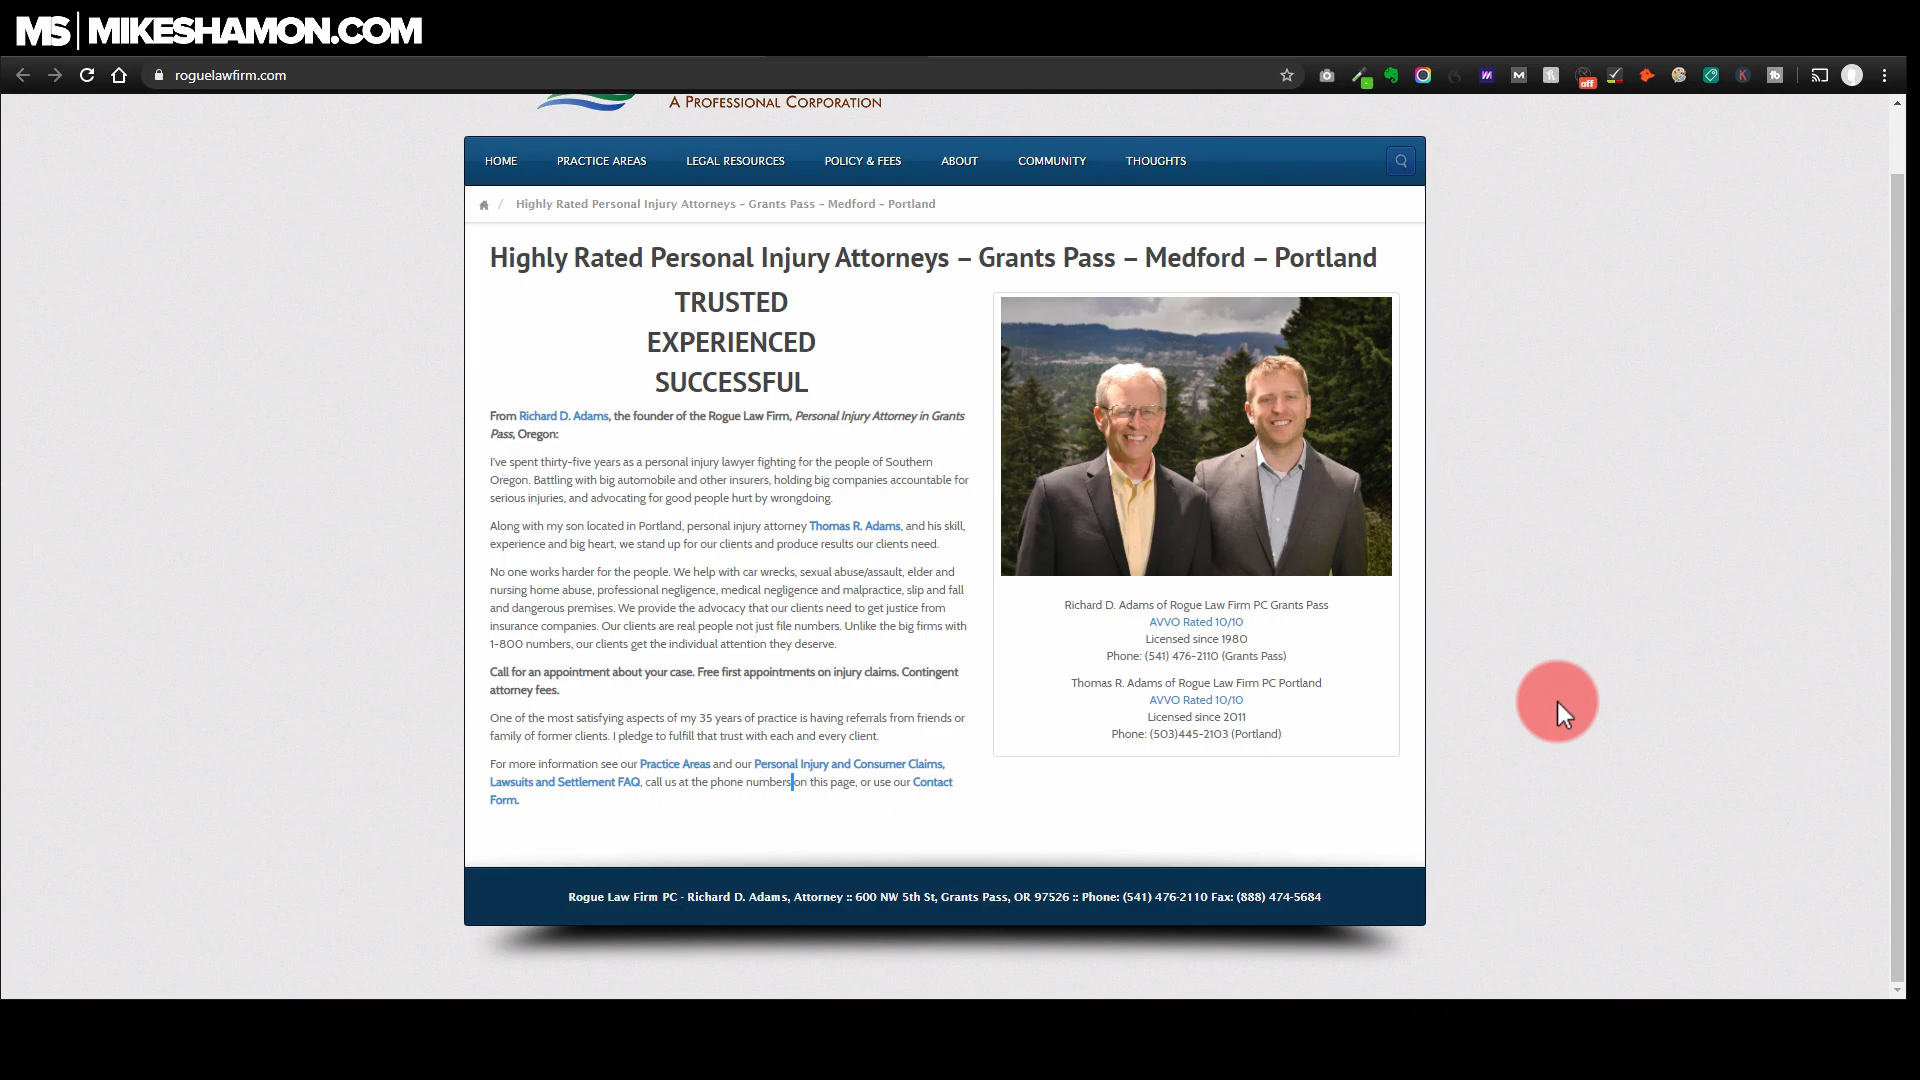 MS | MIKESHAMON.COM
roguelawfirm.com
off
A PROFESSIONAL CORPORATION
HOME PRACTICE AREAS LEGAL RESOURCES POLICY & FEES ABOUT COMMUNITY THOUGHTS
/ Highly Rated Personal Injury Attorneys – Grants Pass – Medford – Portland
Highly Rated Personal Injury Attorneys – Grants Pass – Medford – Portland
TRUSTED
EXPERIENCED
SUCCESSFUL
From Richard D. Adams, the founder of the Rogue Law Firm, Personal Injury Attorney in Grants
Pass, Oregon:
I've spent thirty-five years as a personal injury lawyer fighting for the people of Southern
Oregon. Battling with big automobile and other insurers, holding big companies accountable for
serious injuries, and advocating for good people hurt by wrongdoing.
Along with my son located in Portland, personal injury attorney Thomas R. Adams, and his skill,
experience and big heart, we stand up for our clients and produce results our clients need.
No one works harder for the people. We help with car wrecks, sexual abuse/assault, elder and
nursing home abuse, professional negligence, medical negligence and malpractice, slip and fall
and dangerous premises. We provide the advocacy that our clients need to get justice from
insurance companies. Our clients are real people not just file numbers. Unlike the big firms with
1-800 numbers, our clients get the individual attention they deserve.
Call for an appointment about your case. Free first appointments on injury claims. Contingent
attorney fees.
One of the most satisfying aspects of my 35 years of practice is having referrals from friends or
family of former clients. I pledge to fulfill that trust with each and every client.
For more information see our Practice Areas and our Personal Injury and Consumer Claims,
Lawsuits and Settlement FAQ, call us at the phone numbers on this page, or use our Contact
Form.
Richard D. Adams of Rogue Law Firm PC Grants Pass
AVVO Rated 10/10
Licensed since 1980
Phone: (541) 476-2110 (Grants Pass)
Thomas R. Adams of Rogue Law Firm PC Portland
AVVO Rated 10/10
Licensed since 2011
Phone: (503)445-2103 (Portland)
Rogue Law Firm PC - Richard D. Adams, Attorney :: 600 NW 5th St, Grants Pass, OR 97526 :: Phone: (541) 476-2110 Fax: (888) 474-5684